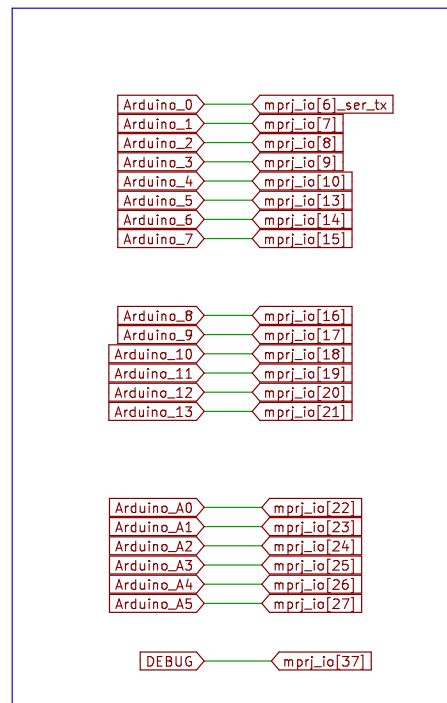 Arduino_0 mprj_io[6]_ser_tx
Arduino_1 mprj_io[7]
Arduino_2 mprj_io[8]
Arduino_3 mprj_io[9]
Arduino_4 mprj_io[10]
Arduino_5 mprj_io[13]
Arduino_6 mprj_io[14]
Arduino_7 mprj_io[15]
Arduino_8 mprj_io[16]
Arduino_9 mprj_io[17]
Arduino_10 mprj_io[18]
Arduino_11 mprj_io[19]
Arduino_12 mprj_io[20]
Arduino_13 mprj_io[21]
Arduino_A0 mprj_io[22]
Arduino_A1 mprj_io[23]
Arduino_A2 mprj_io[24]
Arduino_A3 mprj_io[25]
Arduino_A4 mprj_io[26]
Arduino_A5 mprj_io[27]
DEBUG mprj_io[37]